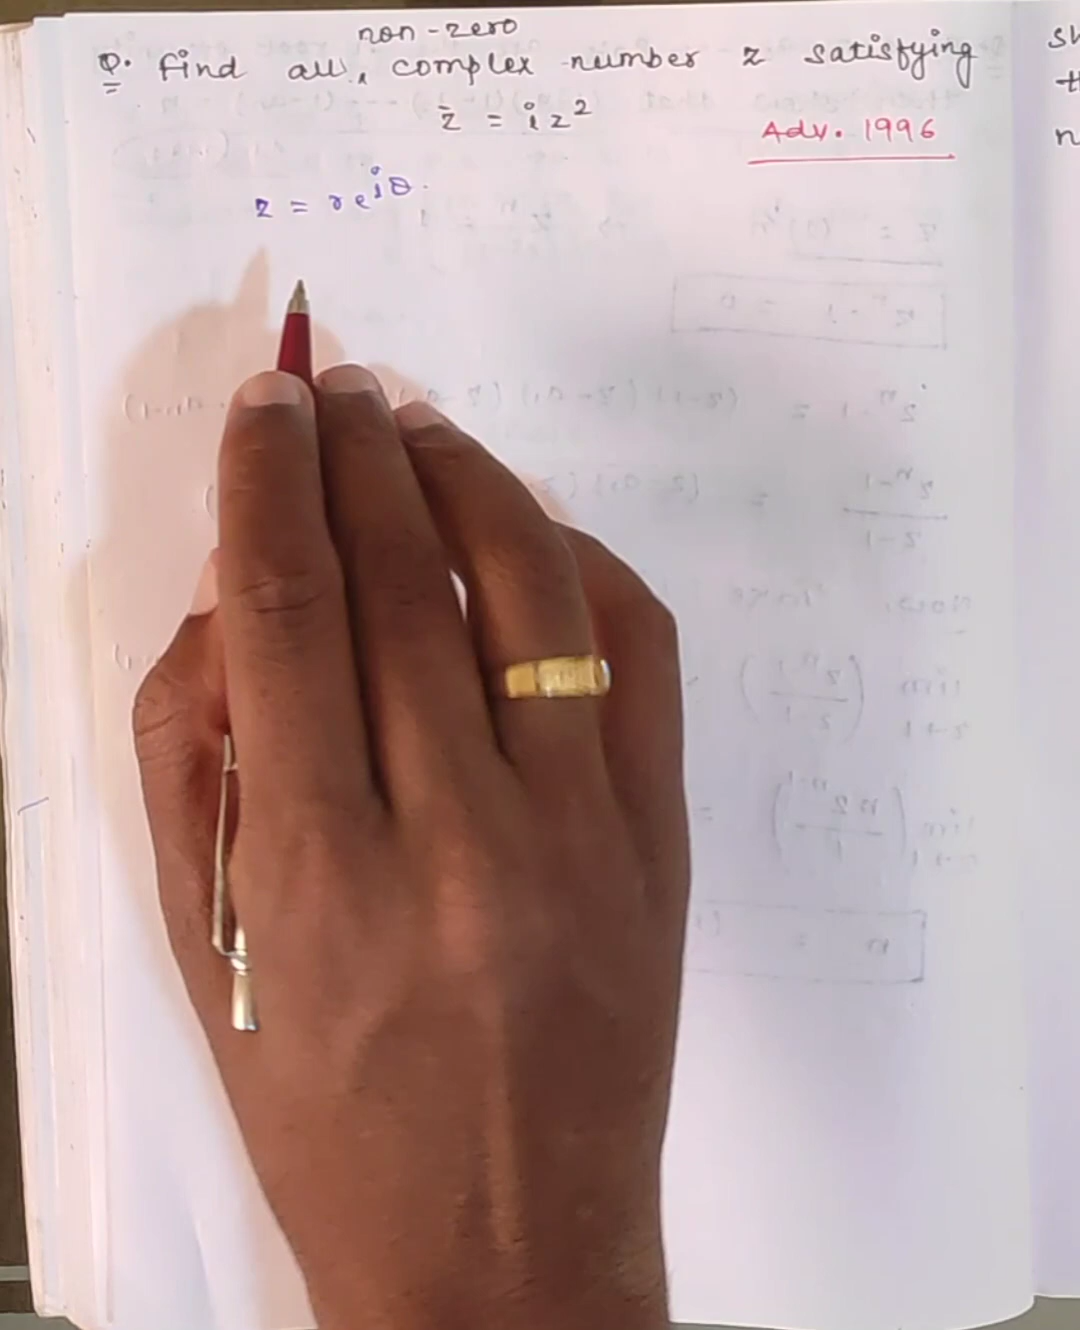 non-zero
Q. Find all, complex number z satisfying
z̄ = iz²
Adv. 1996
z = re^{iθ}.